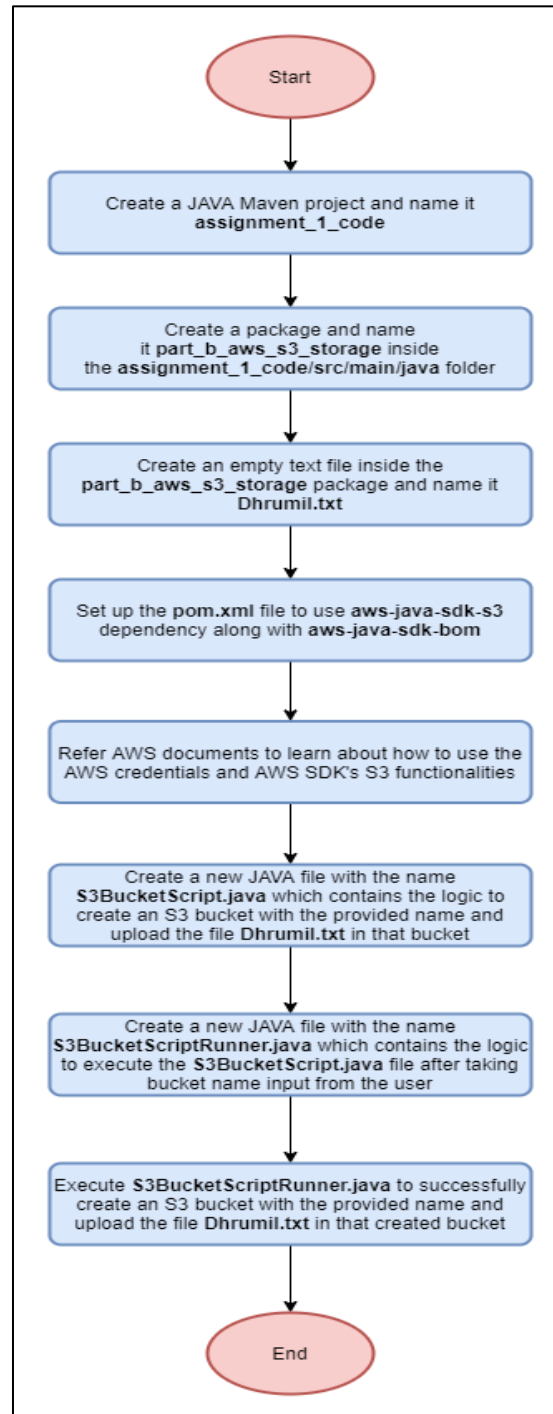 Start
Create a JAVA Maven project and name it
assignment_1_code
Create a package and name
it part_b_aws_s3_storage inside
the assignment_1_code/src/main/java folder
Create an empty text file inside the
part_b_aws_s3_storage package and name it
Dhrumil.txt
Set up the pom.xml file to use aws-java-sdk-s3
dependency along with aws-java-sdk-bom
Refer AWS documents to learn about how to use the
AWS credentials and AWS SDK's S3 functionalities
Create a new JAVA file with the name
S3BucketScript.java which contains the logic to
create an S3 bucket with the provided name and
upload the file Dhrumil.txt in that bucket
Create a new JAVA file with the name
S3BucketScriptRunner.java which contains the logic
to execute the S3BucketScript.java file after taking
bucket name input from the user
Execute S3BucketScriptRunner.java to successfully
create an S3 bucket with the provided name and
upload the file Dhrumil.txt in that created bucket
End